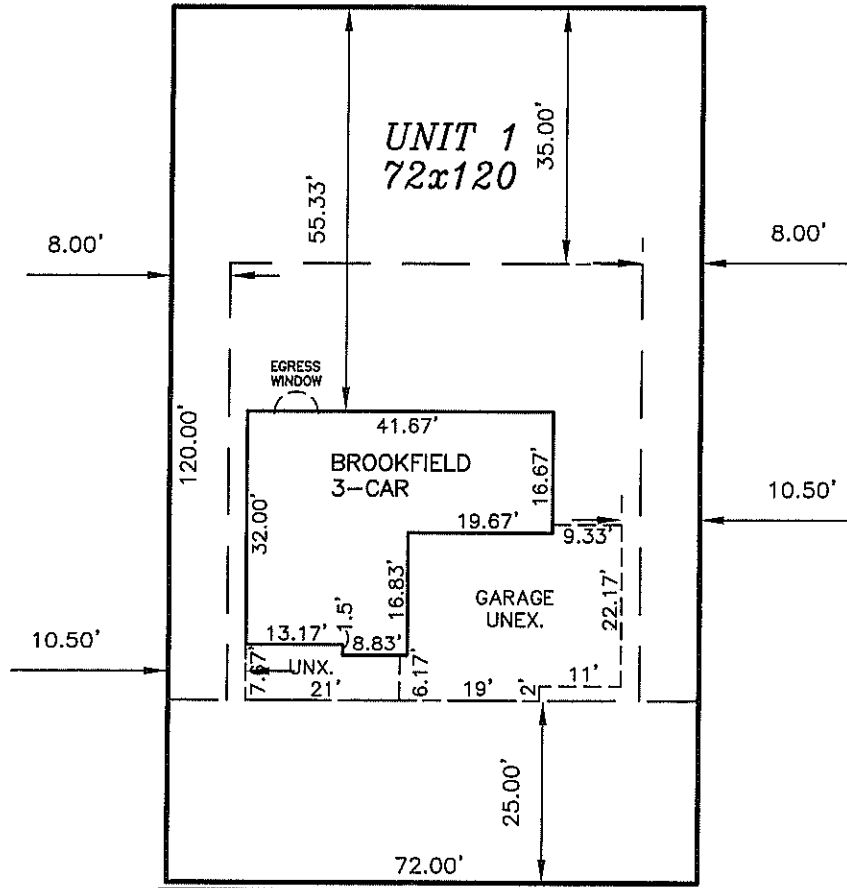 UNIT 1
72x120
35.00'
55.33'
8.00'
8.00'
EGRESS
WINDOW
120.00'
41.67'
BROOKFIELD
3-CAR
16.67'
10.50'
32.00'
19.67'
9.33'
16.83'
GARAGE
UNEX.
22.17'
13.17'
1.5'
8.83'
10.50'
7.67'
UNX.
6.17'
21'
19'
2'
11'
25.00'
72.00'